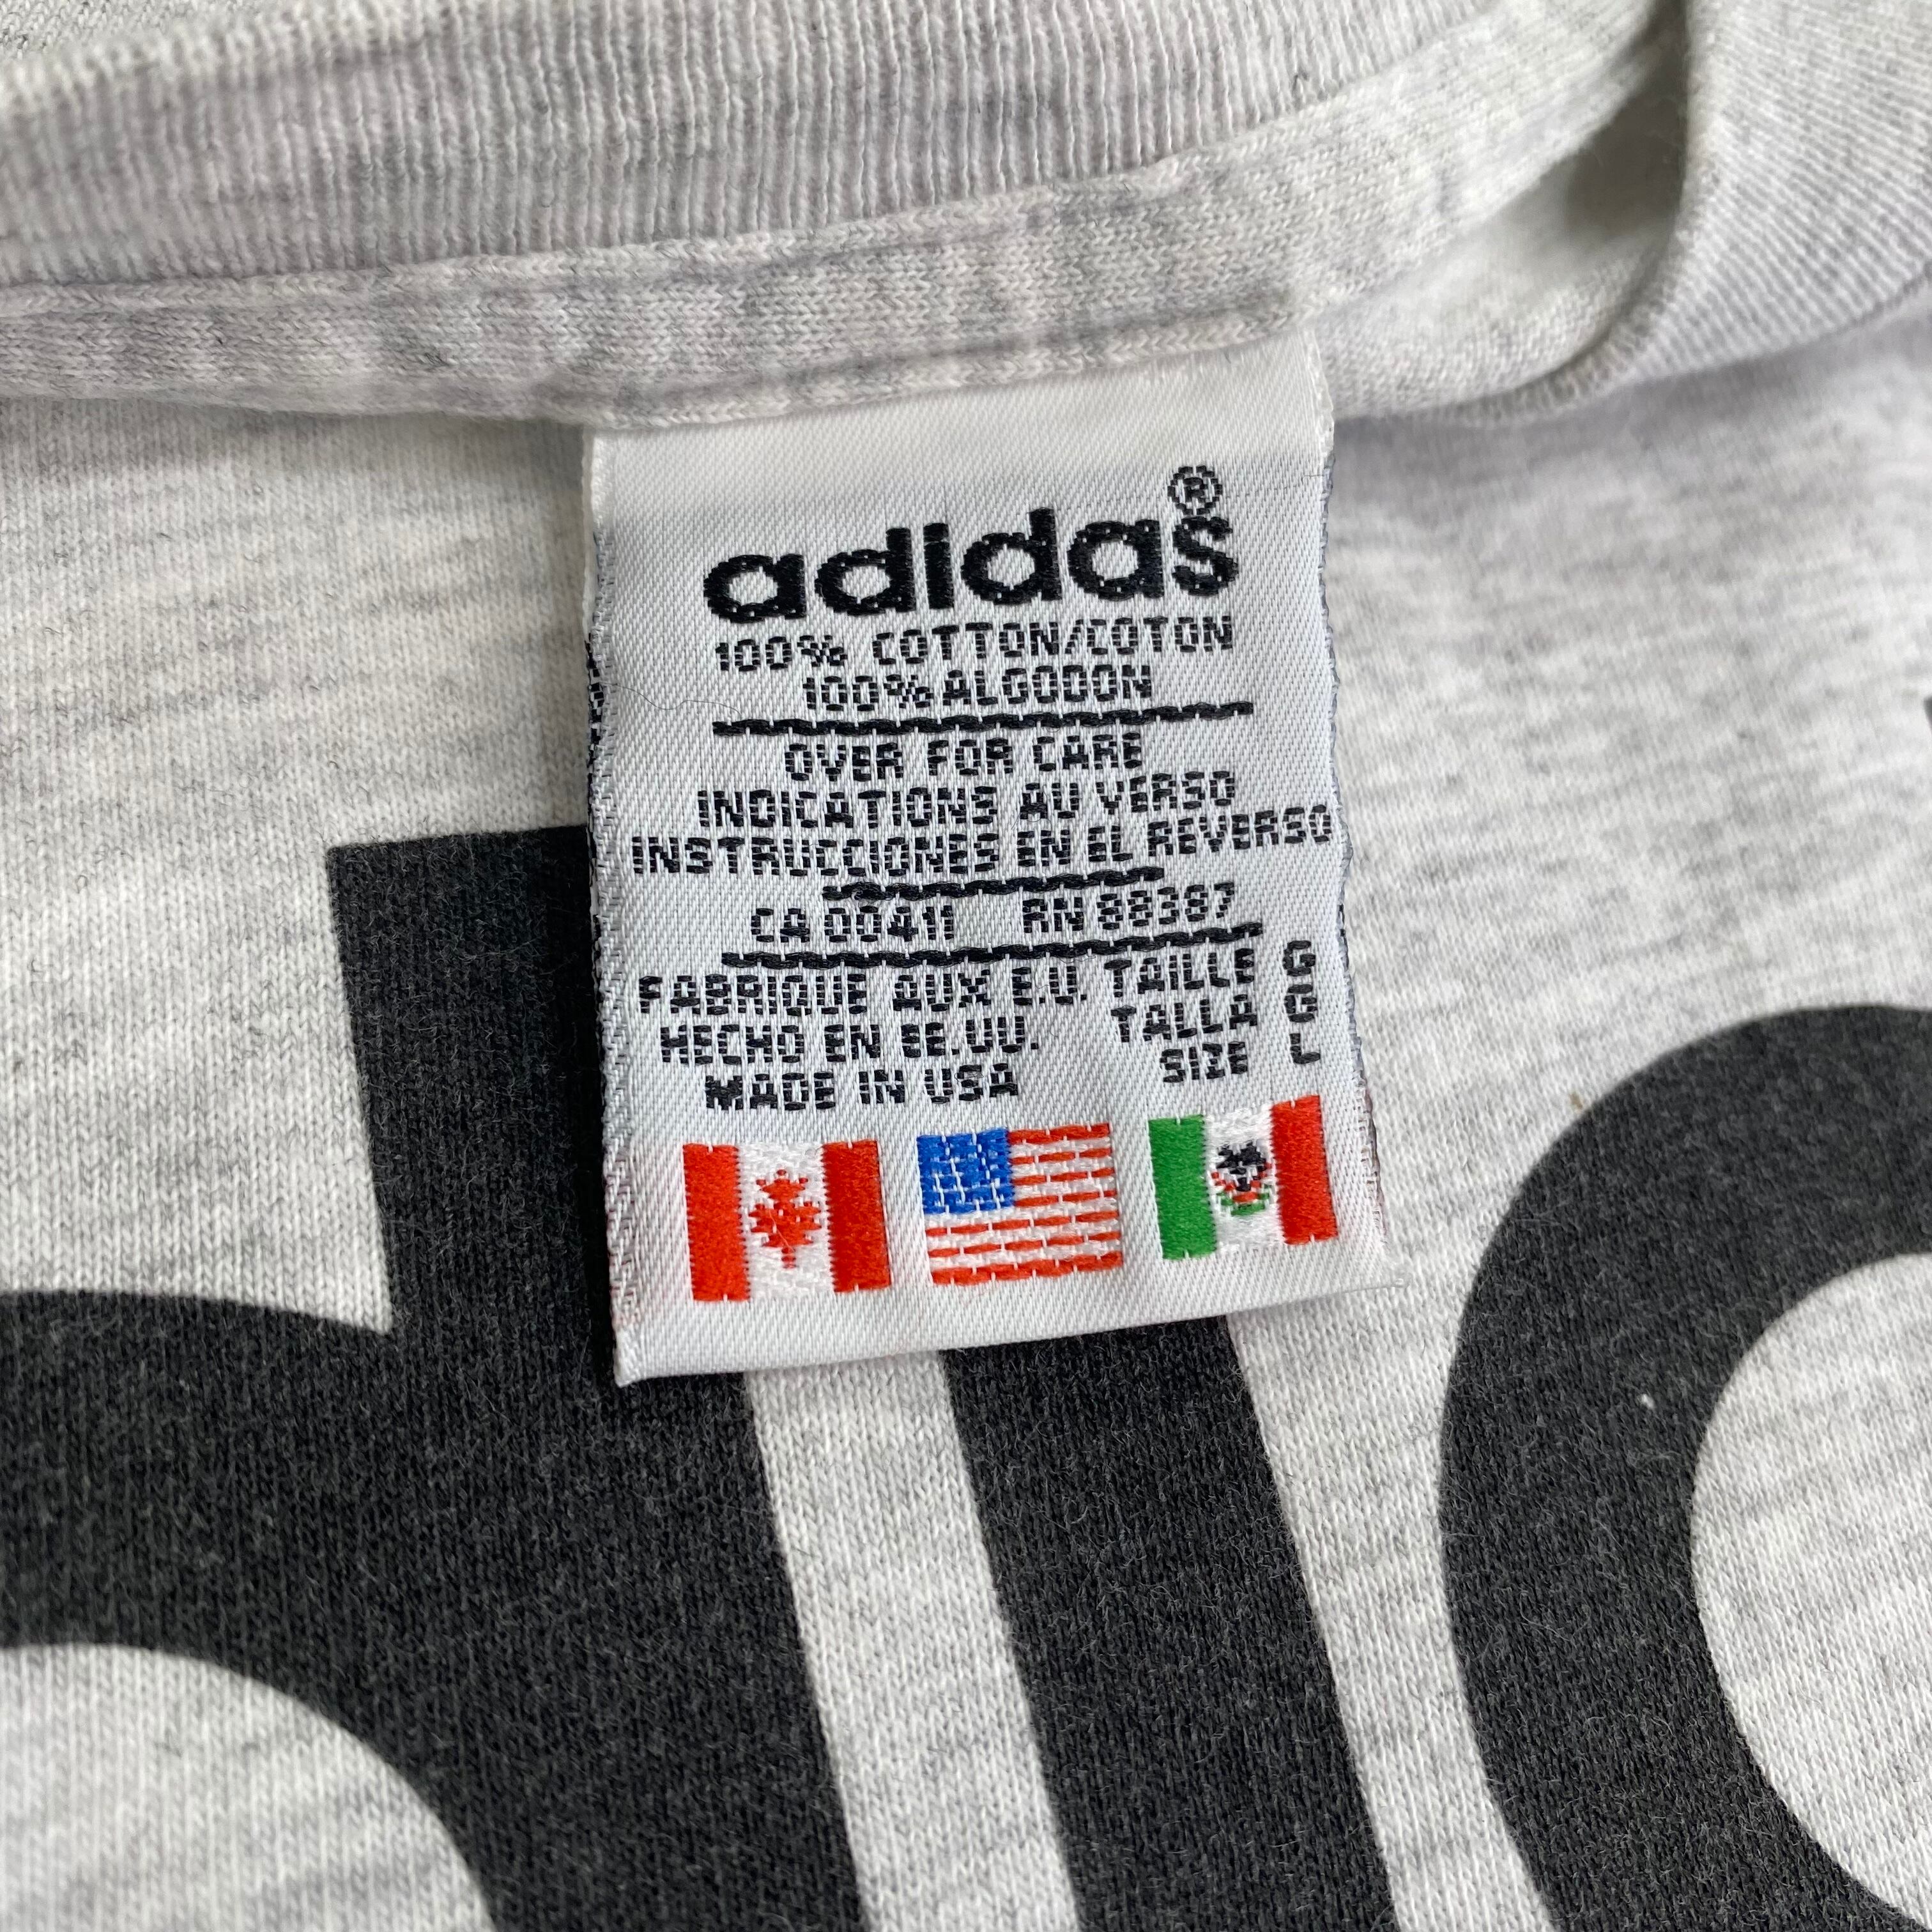 adidas®
100% COTTON/COTON
100% ALGODON
OVER FOR CARE
INDICATIONS AU VERSO
INSTRUCCIONES EN EL REVERSO
CA 00411 RN 88387
FABRIQUE AUX E.U. TAILLE G
HECHO EN EE.UU. TALLA G
MADE IN USA SIZE L